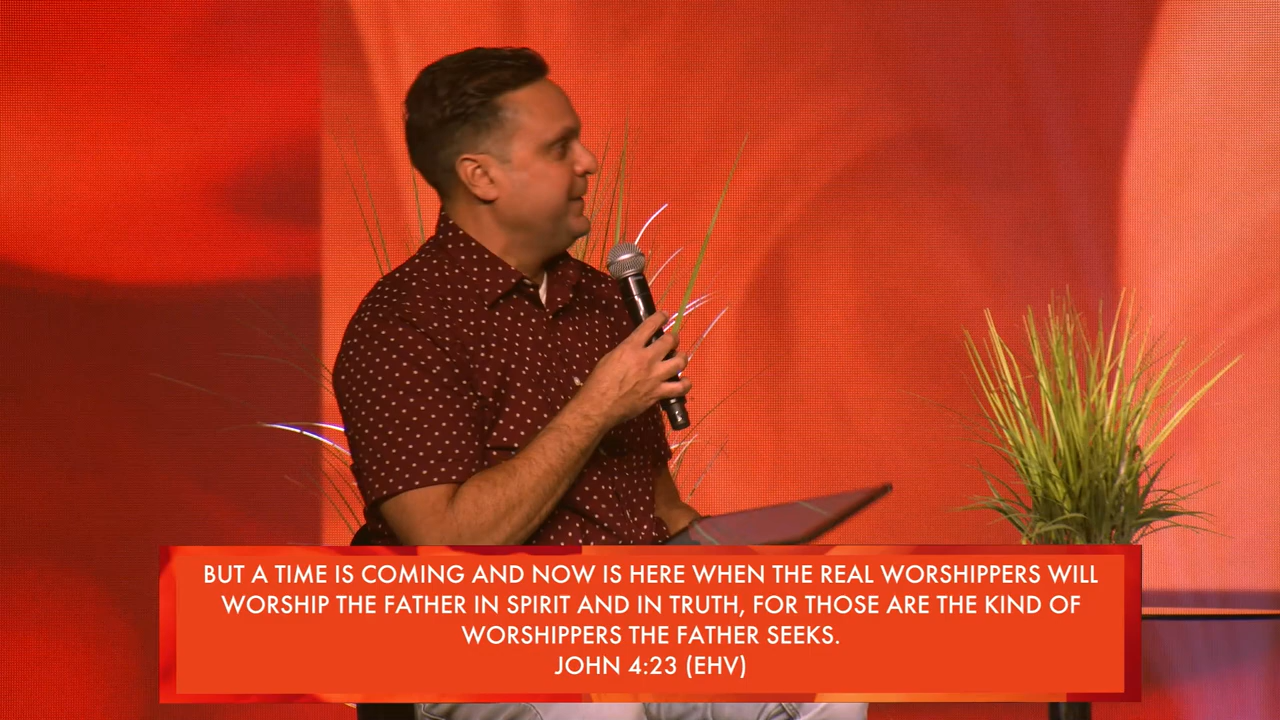 BUT A TIME IS COMING AND NOW IS HERE WHEN THE REAL WORSHIPPERS WILL
WORSHIP THE FATHER IN SPIRIT AND IN TRUTH, FOR THOSE ARE THE KIND OF
WORSHIPPERS THE FATHER SEEKS.
JOHN 4:23 (EHV)